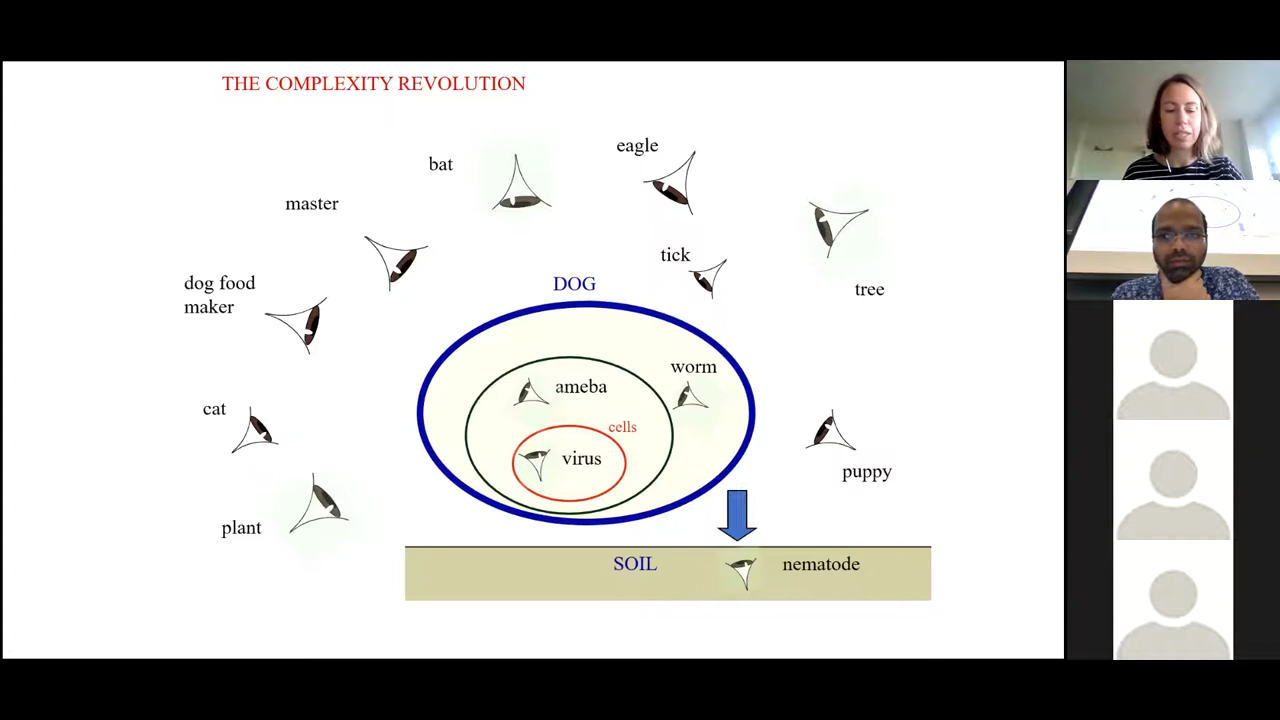 THE COMPLEXITY REVOLUTION
eagle
bat
master
tick
dog food
maker
DOG
tree
worm
ameba
cat
cells
virus
puppy
plant
SOIL
nematode